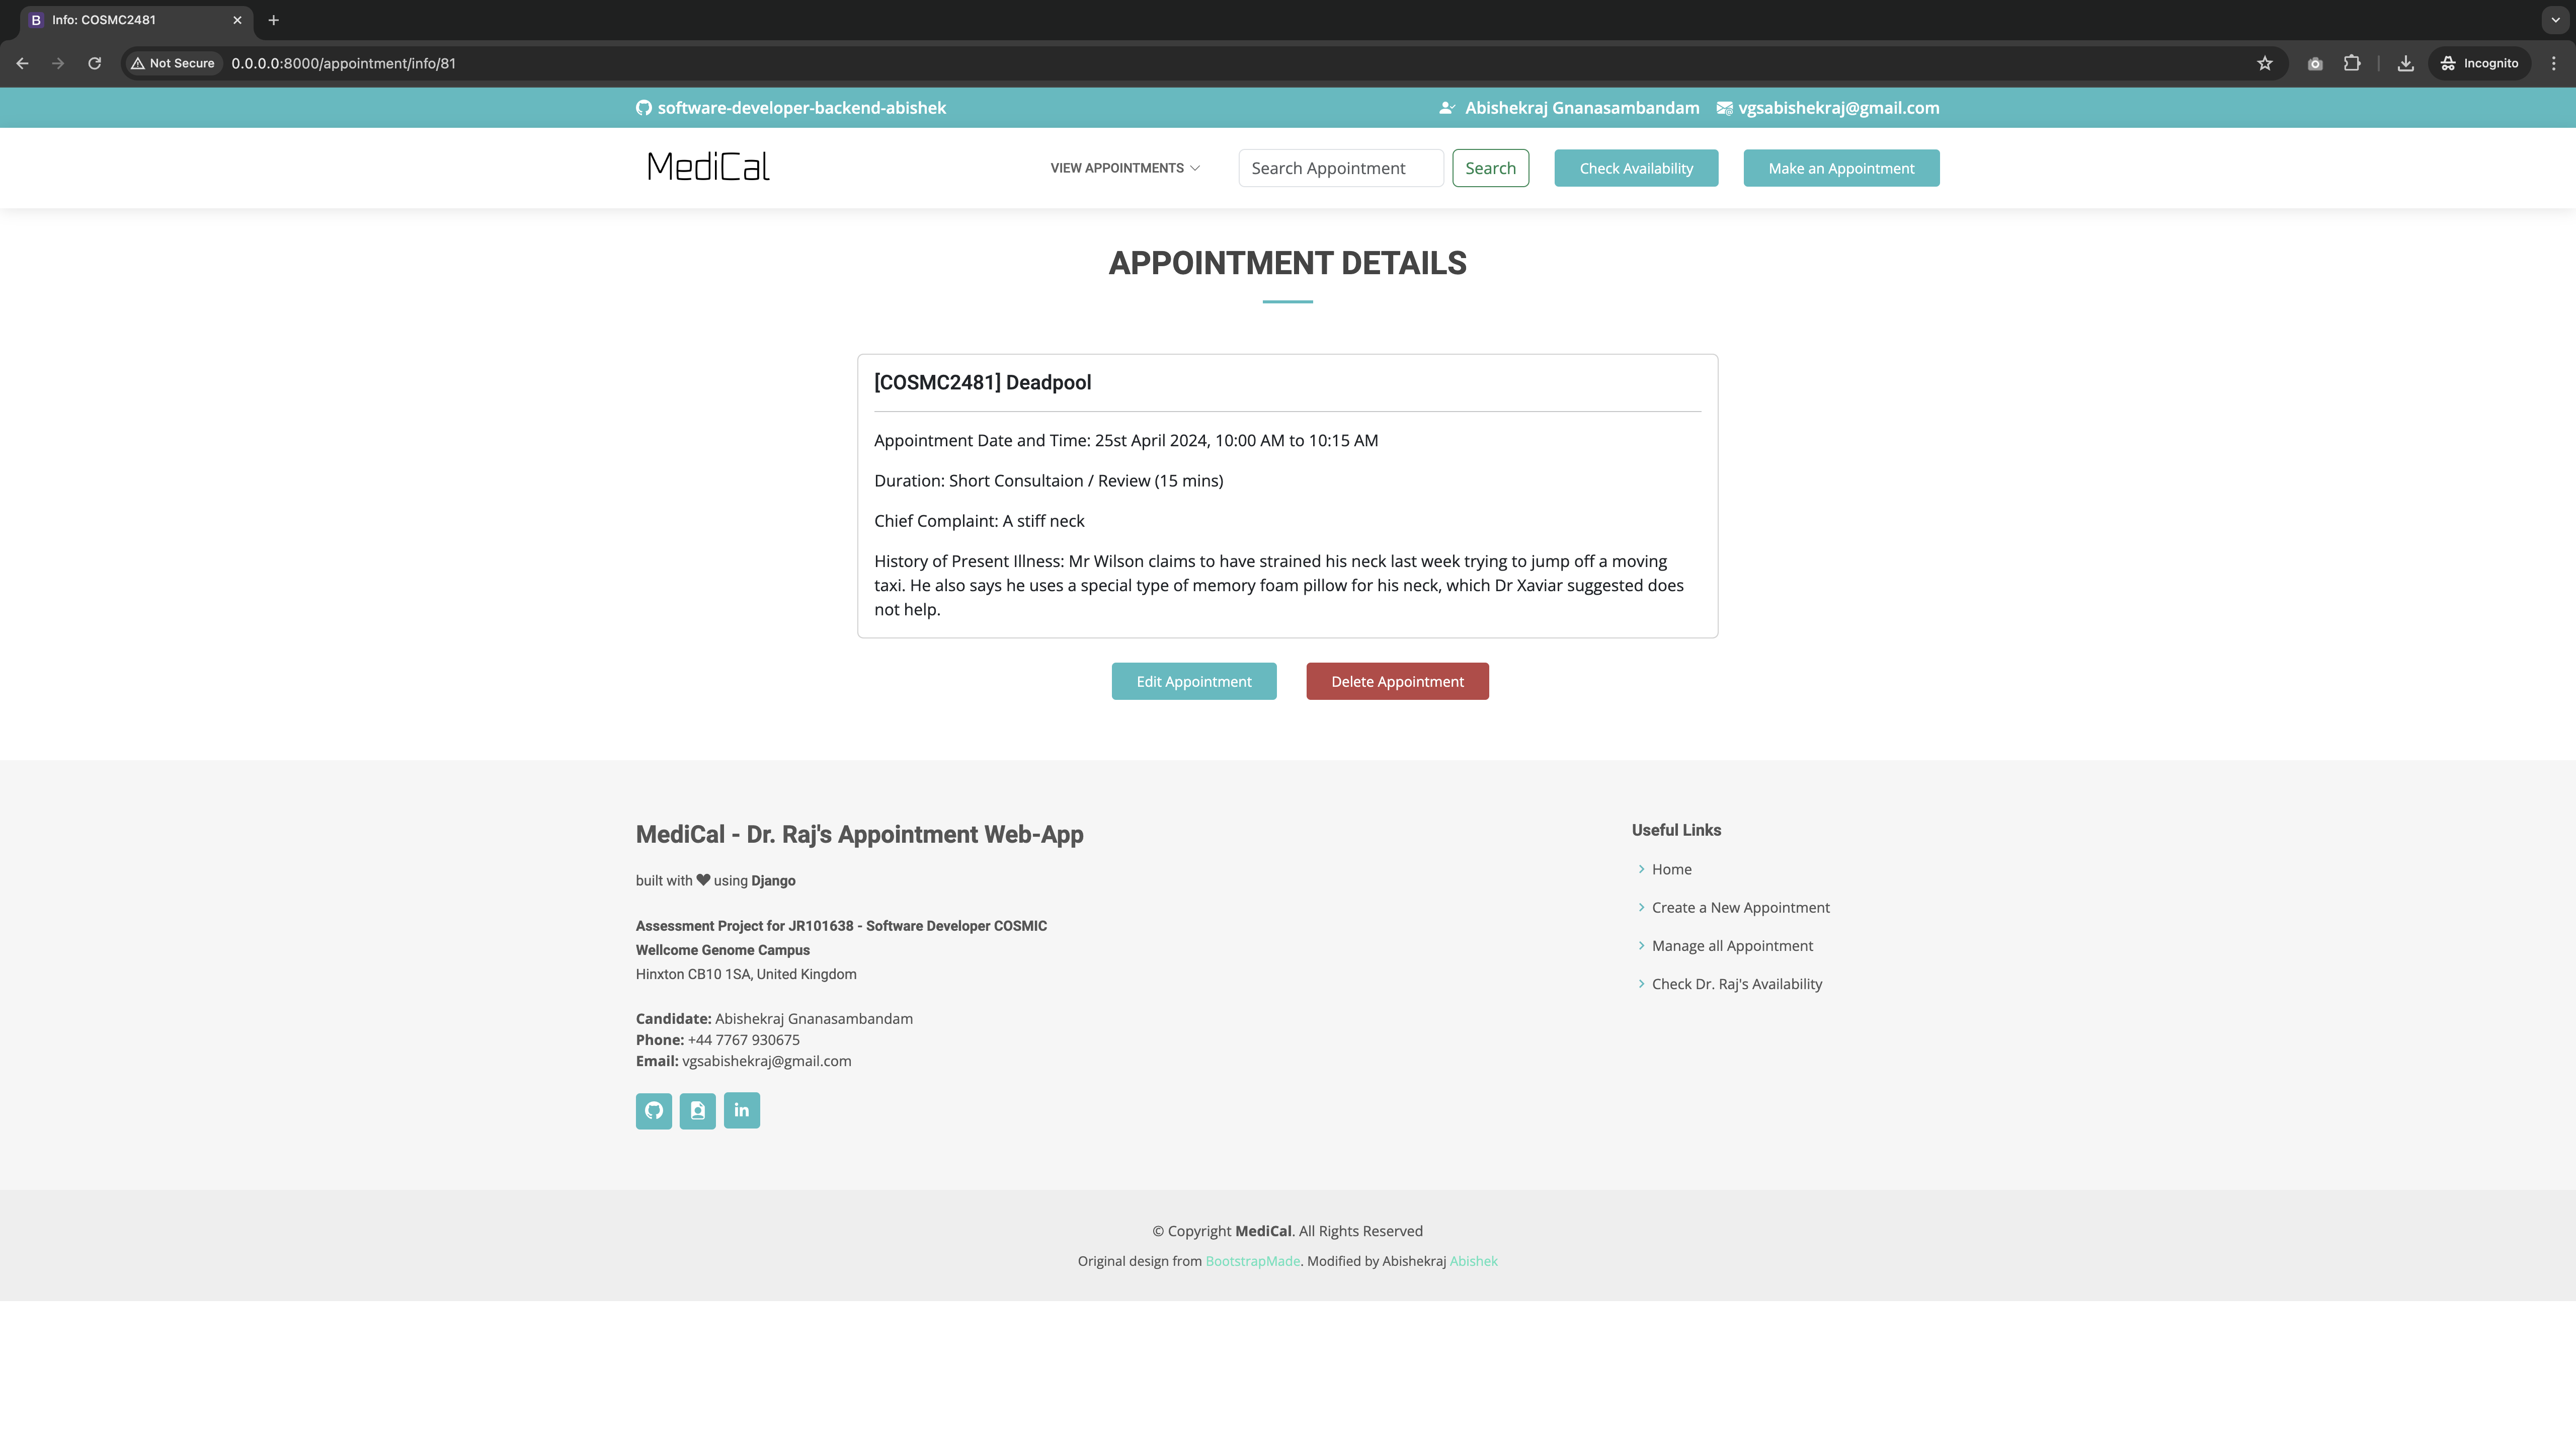 Info: COSMC2481
Not Secure 0.0.0.0:8000/appointment/info/81 Incognito
software-developer-backend-abishek Abishekraj Gnanasambandam vgsabishekraj@gmail.com
MediCal VIEW APPOINTMENTS Search Appointment Search Check Availability Make an Appointment
APPOINTMENT DETAILS
[COSMC2481] Deadpool
Appointment Date and Time: 25st April 2024, 10:00 AM to 10:15 AM
Duration: Short Consultaion / Review (15 mins)
Chief Complaint: A stiff neck
History of Present Illness: Mr Wilson claims to have strained his neck last week trying to jump off a moving
taxi. He also says he uses a special type of memory foam pillow for his neck, which Dr Xaviar suggested does
not help.
Edit Appointment Delete Appointment
MediCal - Dr. Raj's Appointment Web-App
built with ♥ using Django
Assessment Project for JR101638 - Software Developer COSMIC
Wellcome Genome Campus
Hinxton CB10 1SA, United Kingdom
Candidate: Abishekraj Gnanasambandam
Phone: +44 7767 930675
Email: vgsabishekraj@gmail.com
Useful Links
Home
Create a New Appointment
Manage all Appointment
Check Dr. Raj's Availability
© Copyright MediCal. All Rights Reserved
Original design from BootstrapMade. Modified by Abishekraj Abishek